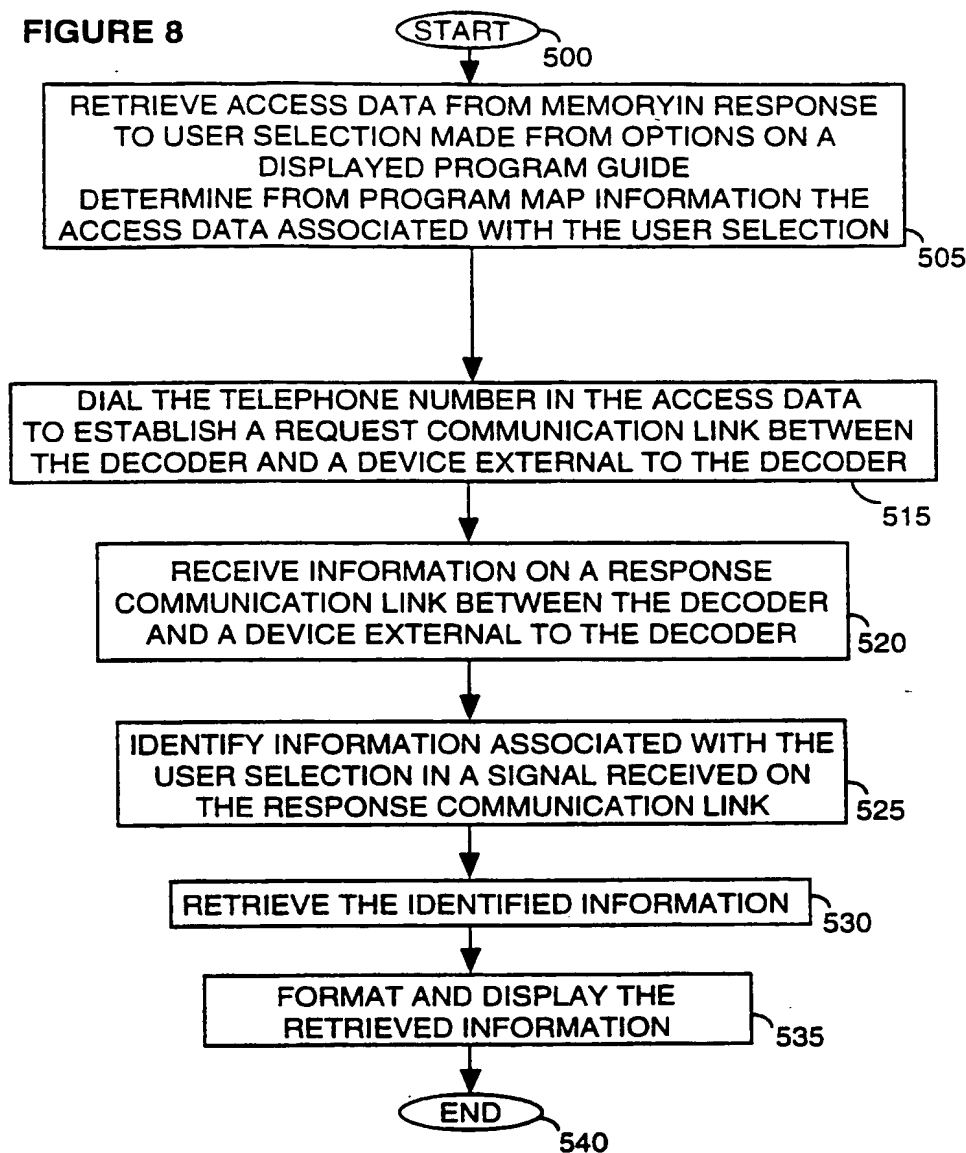 FIGURE 8
START
500
RETRIEVE ACCESS DATA FROM MEMORYIN RESPONSE
TO USER SELECTION MADE FROM OPTIONS ON A
DISPLAYED PROGRAM GUIDE
DETERMINE FROM PROGRAM MAP INFORMATION THE
ACCESS DATA ASSOCIATED WITH THE USER SELECTION
505
DIAL THE TELEPHONE NUMBER IN THE ACCESS DATA
TO ESTABLISH A REQUEST COMMUNICATION LINK BETWEEN
THE DECODER AND A DEVICE EXTERNAL TO THE DECODER
515
RECEIVE INFORMATION ON A RESPONSE
COMMUNICATION LINK BETWEEN THE DECODER
AND A DEVICE EXTERNAL TO THE DECODER
520
IDENTIFY INFORMATION ASSOCIATED WITH THE
USER SELECTION IN A SIGNAL RECEIVED ON
THE RESPONSE COMMUNICATION LINK
525
RETRIEVE THE IDENTIFIED INFORMATION
530
FORMAT AND DISPLAY THE
RETRIEVED INFORMATION
535
END
540